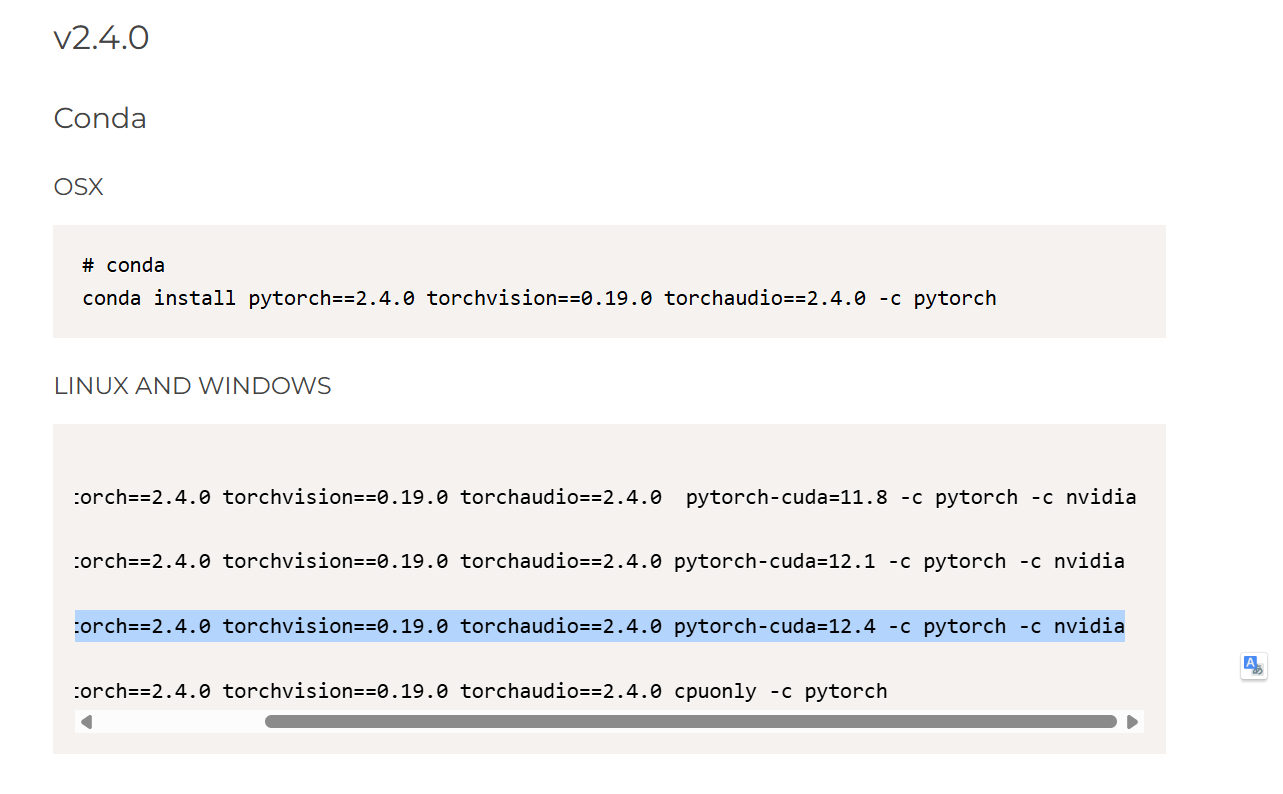 v2.4.0
Conda
OSX
# conda
conda install pytorch==2.4.0 torchvision==0.19.0 torchaudio==2.4.0 -c pytorch
LINUX AND WINDOWS
torch==2.4.0 torchvision==0.19.0 torchaudio==2.4.0  pytorch-cuda=11.8 -c pytorch -c nvidia
torch==2.4.0 torchvision==0.19.0 torchaudio==2.4.0 pytorch-cuda=12.1 -c pytorch -c nvidia
torch==2.4.0 torchvision==0.19.0 torchaudio==2.4.0 pytorch-cuda=12.4 -c pytorch -c nvidia
torch==2.4.0 torchvision==0.19.0 torchaudio==2.4.0 cpuonly -c pytorch